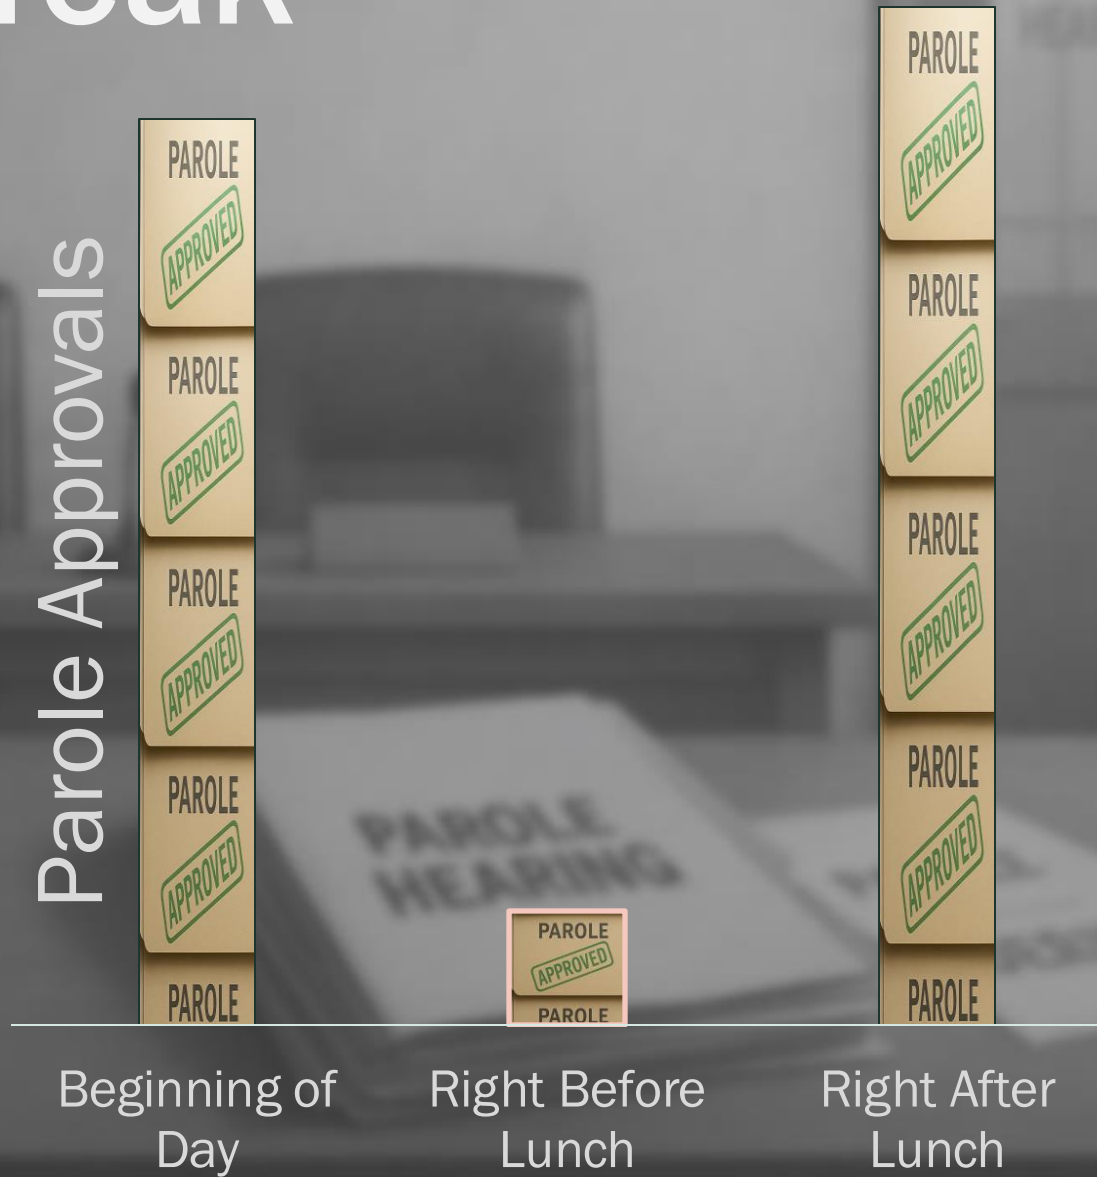 Parole Approvals
PAROLE
APPROVED
PAROLE
APPROVED
PAROLE
APPROVED
PAROLE
APPROVED
PAROLE
PAROLE
APPROVED
PAROLE
PAROLE
APPROVED
PAROLE
APPROVED
PAROLE
APPROVED
PAROLE
APPROVED
PAROLE
PAROLE
HEARING
Beginning of
Day
Right Before
Lunch
Right After
Lunch